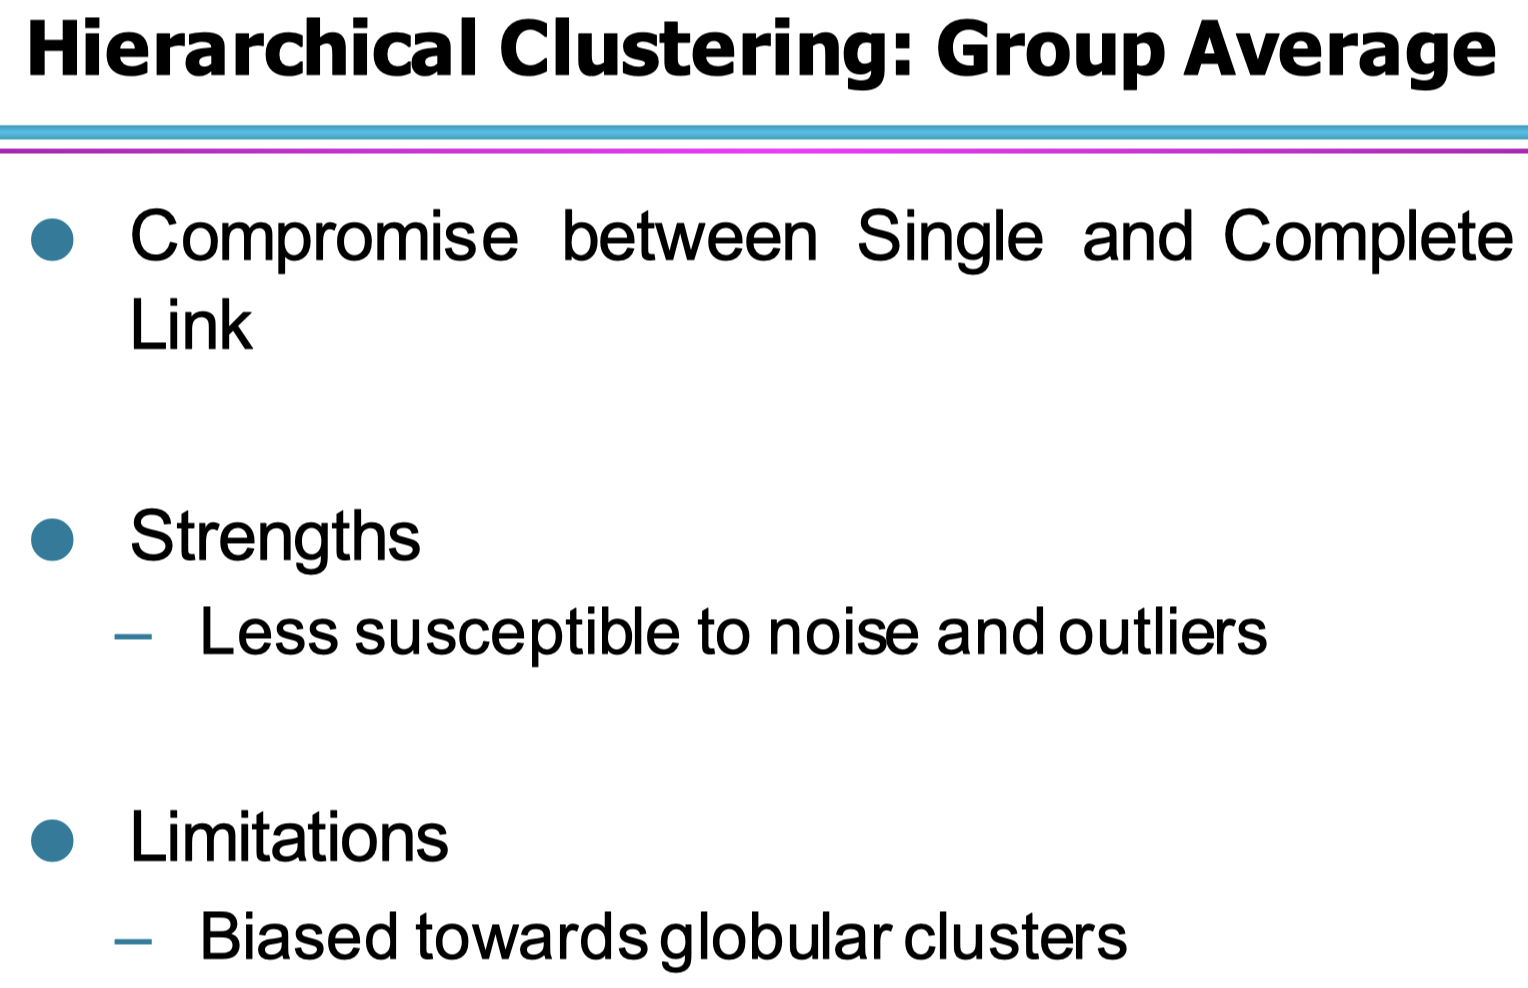 Hierarchical Clustering: Group Average
Compromise between Single and Complete
Link
Strengths
– Less susceptible to noise and outliers
Limitations
– Biased towards globular clusters